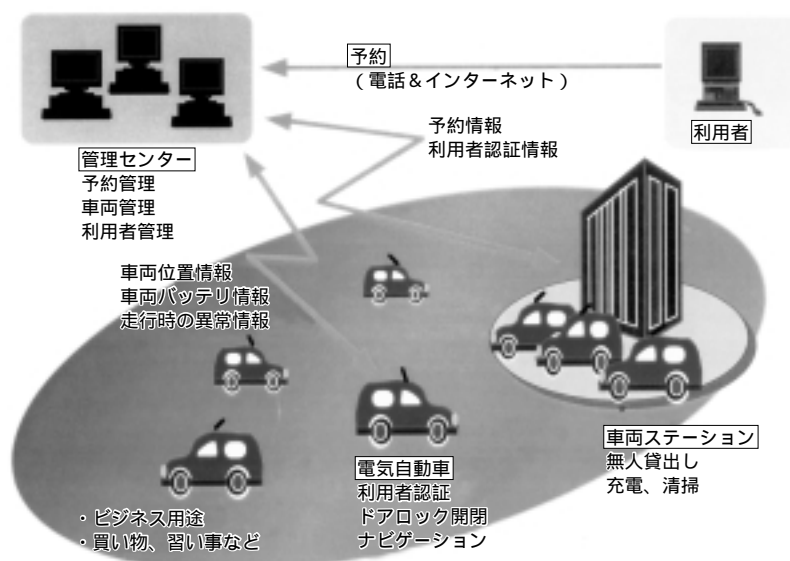 予約
(電話&インターネット)
利用者
予約情報
利用者認証情報
管理センター
予約管理
車両管理
利用者管理
車両位置情報
車両バッテリ情報
走行時の異常情報
車両ステーション
無人貸出し
充電、清掃
電気自動車
利用者認証
ドアロック開閉
ナビゲーション
・ビジネス用途
・買い物、習い事など